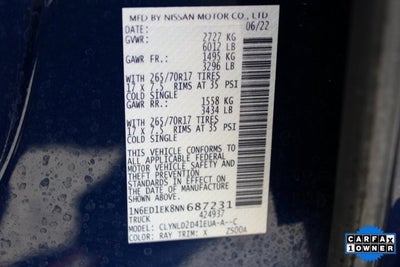 MFD BY NISSAN MOTOR CO., LTD
DATE: 06/22
GVWR: 2727 KG
6012 LB
GAWR FR.: 1495 KG
3296 LB
WITH 265/70R17 TIRES
17 x 7.5 RIMS AT 35 PSI
COLD SINGLE
GAWR RR.: 1558 KG
3434 LB
WITH 265/70R17 TIRES
17 x 7.5 RIMS AT 35 PSI
COLD SINGLE
THIS VEHICLE CONFORMS TO
ALL APPLICABLE FEDERAL
MOTOR VEHICLE SAFETY AND
THEFT PREVENTION
STANDARDS IN EFFECT ON
THE DATE OF MANUFACTURE
SHOWN ABOVE.
1N6ED1EK8NN687231
TRUCK 424937
MODEL: CLYNLD2D41EUA-A--C
COLOR: RAY TRIM: X Z500A
CARFAX
1 OWNER